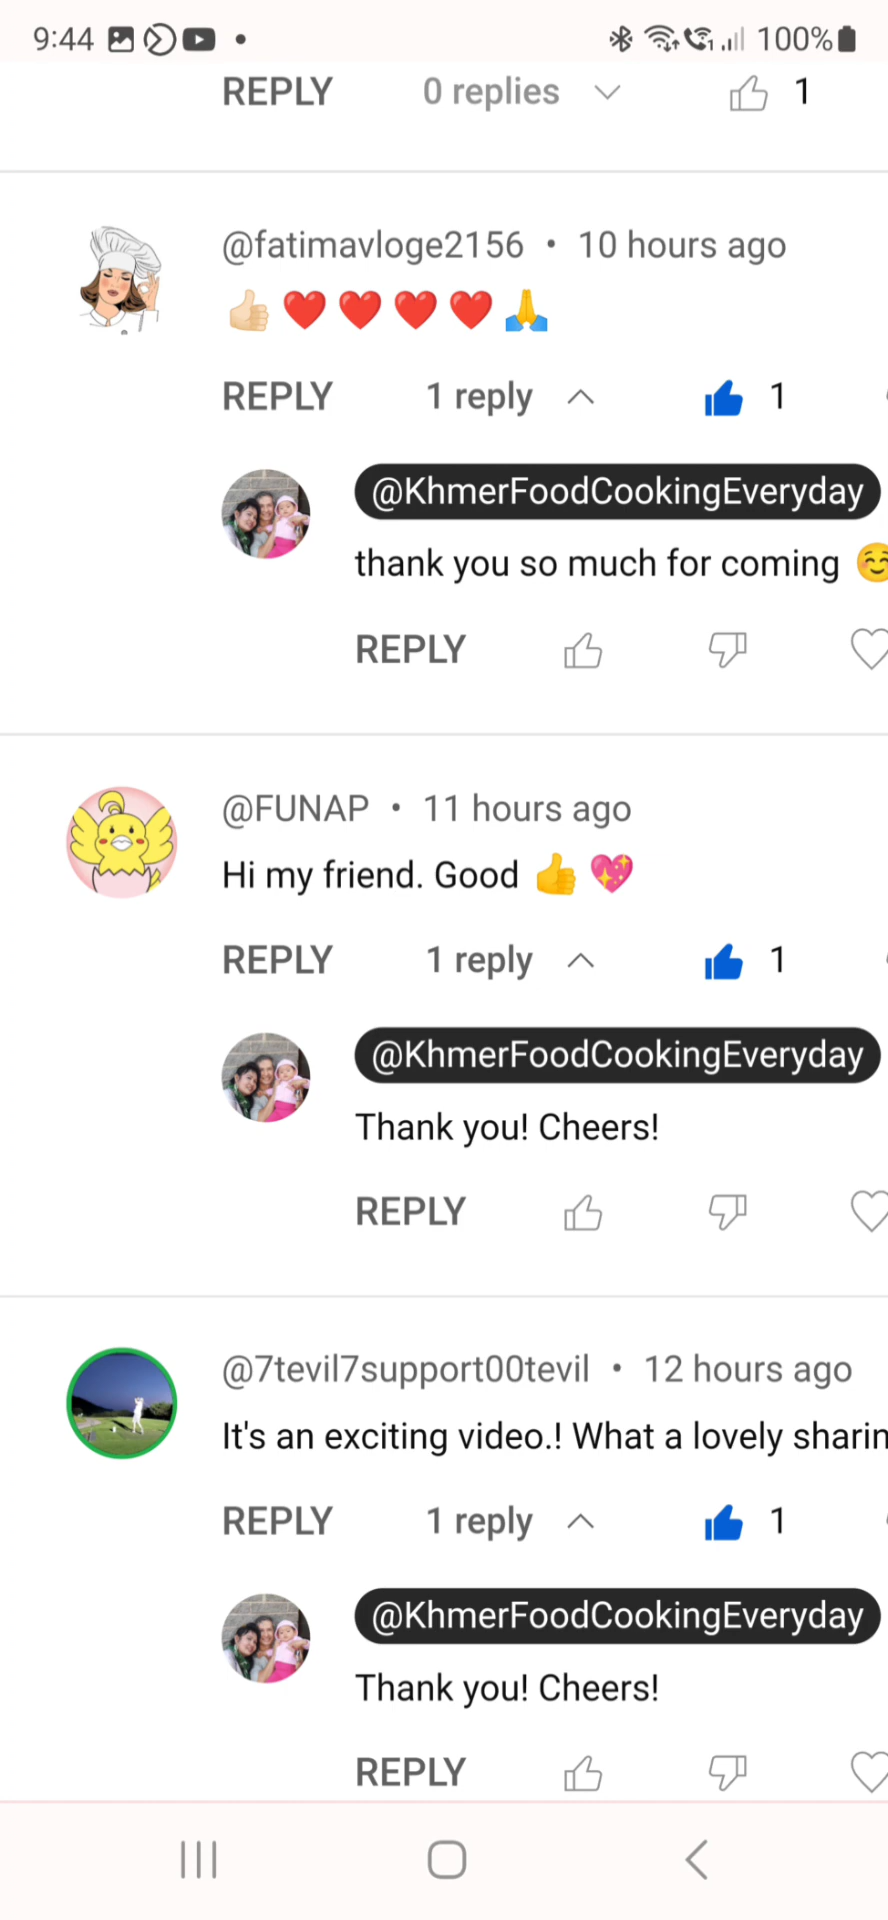 9:44 100%
REPLY 0 replies 1
@fatimavloge2156 • 10 hours ago
👍🏻❤️❤️❤️❤️🙏
REPLY 1 reply 1
@KhmerFoodCookingEveryday
thank you so much for coming ☺️
REPLY
@FUNAP • 11 hours ago
Hi my friend. Good 👍💖
REPLY 1 reply 1
@KhmerFoodCookingEveryday
Thank you! Cheers!
REPLY
@7tevil7support00tevil • 12 hours ago
It's an exciting video.! What a lovely sharin
REPLY 1 reply 1
@KhmerFoodCookingEveryday
Thank you! Cheers!
REPLY